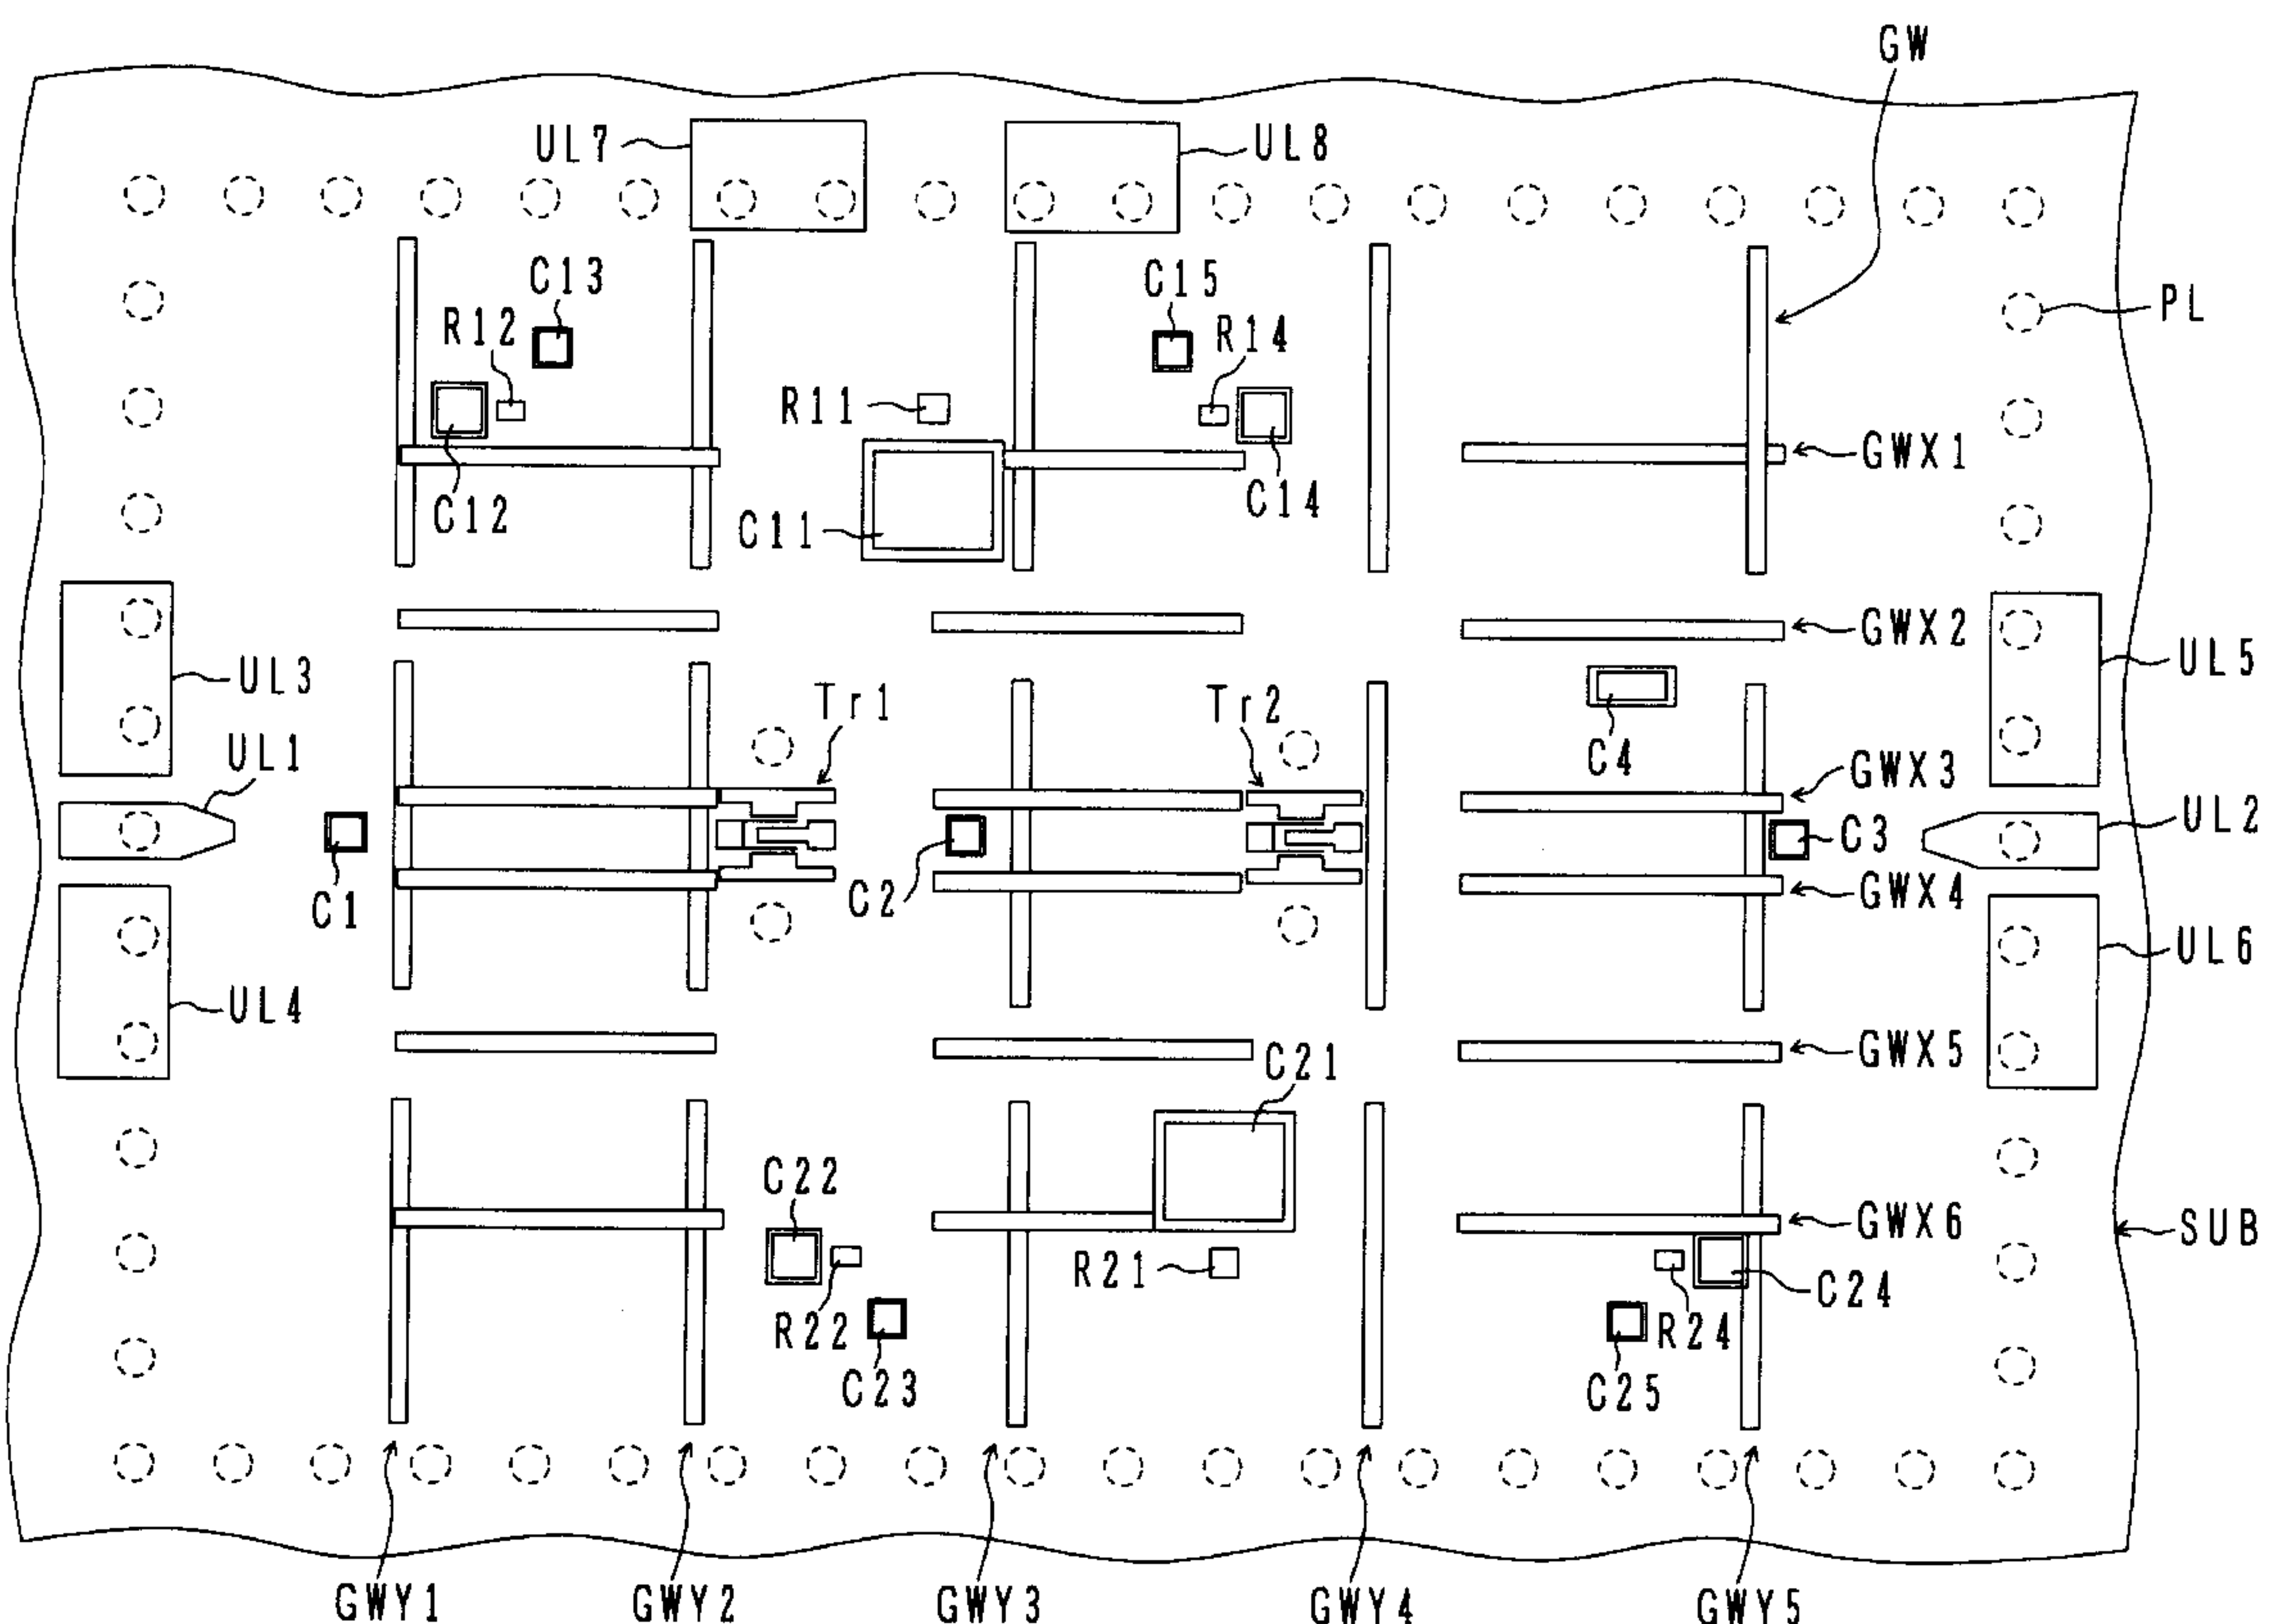 GW
UL7
UL8
C13
C15
PL
R12
R14
R11
GWX1
C12
C14
C11
GWX2
UL3
UL5
Tr1
Tr2
UL1
C4
GWX3
UL2
C3
C1
C2
GWX4
UL6
UL4
GWX5
C21
C22
GWX6
SUB
R21
C24
R22
R24
C23
C25
GWY1
GWY2
GWY3
GWY4
GWY5